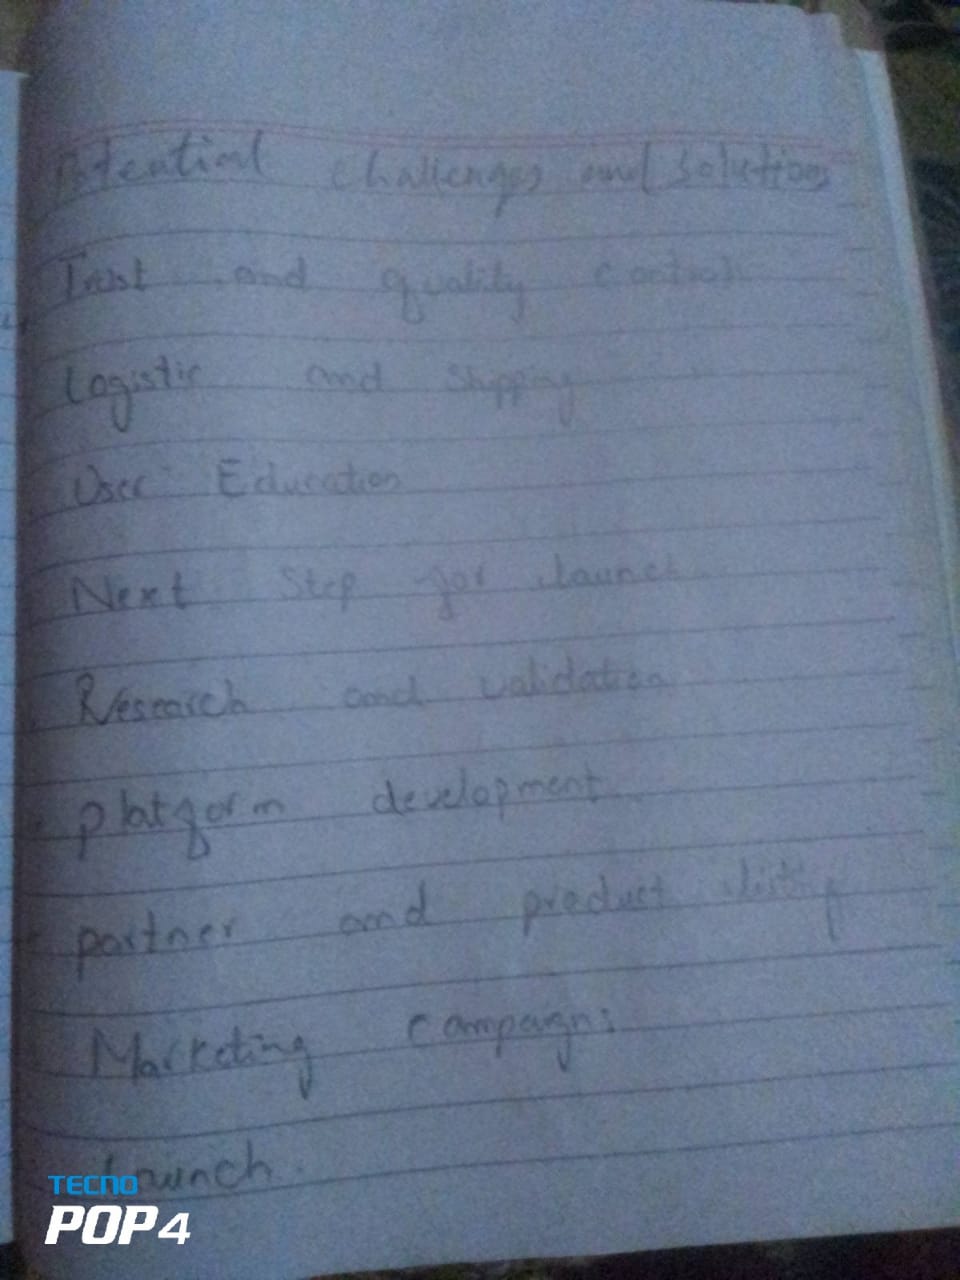 Potential challenges and solutions
Trust and quality control
Logistic and shipping
User Education
Next Step for launch
Research and validation
platform development
partner and product listing
Marketing campaign:
Launch.
TECNO
POP 4